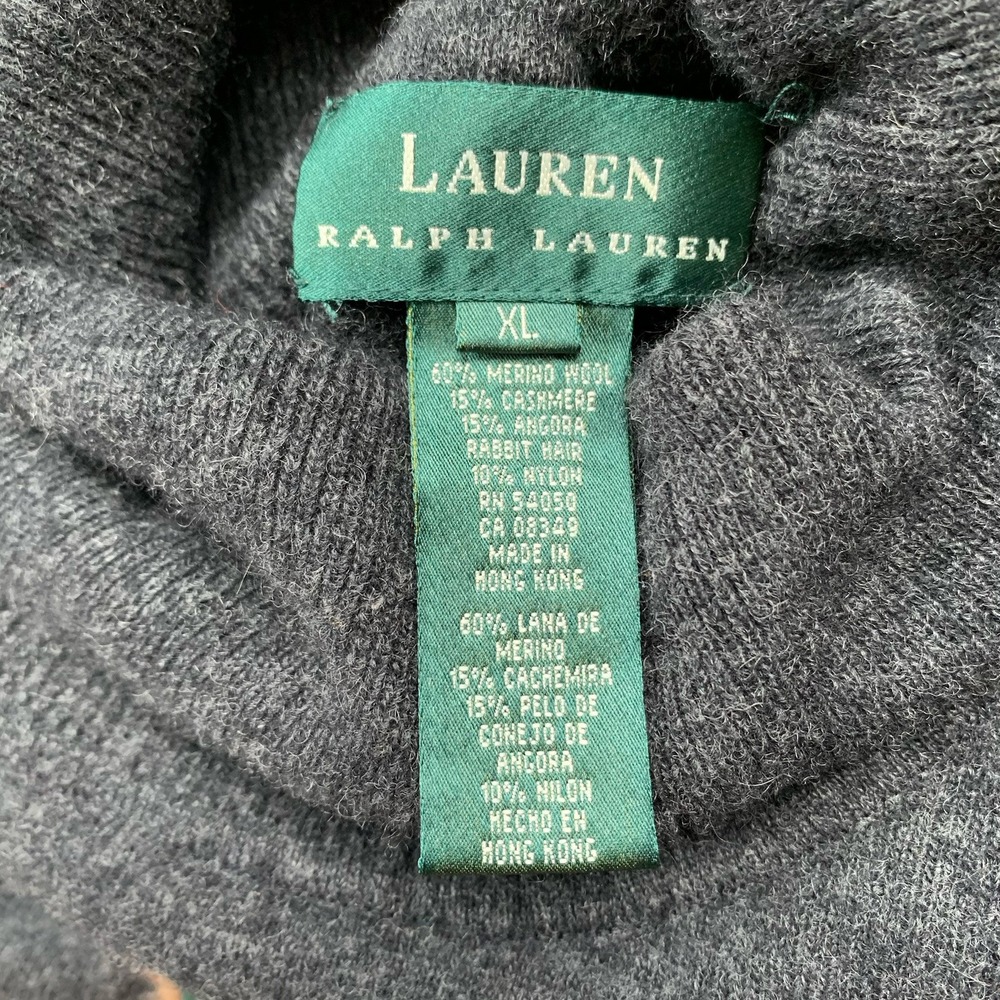 LAUREN
RALPH LAUREN
XL
60% MERINO WOOL
15% CASHMERE
15% ANGORA
RABBIT HAIR
10% NYLON
RN 54050
CA 08349
MADE IN
HONG KONG
60% LANA DE
MERINO
15% CACHEMIRA
15% PELO DE
CONEJO DE
ANGORA
10% NILON
HECHO EN
HONG KONG